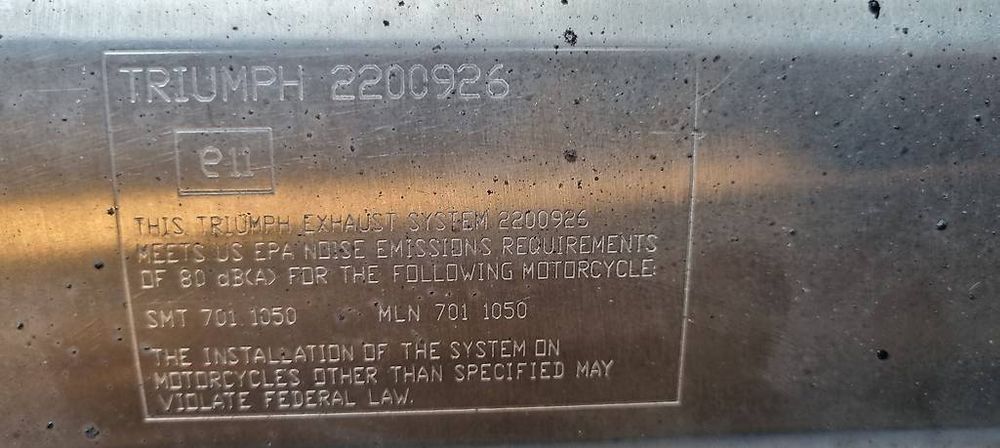 TRIUMPH 2200926
e11
THIS TRIUMPH EXHAUST SYSTEM 2200926
MEETS US EPA NOISE EMISSIONS REQUIREMENTS
OF 80 dB(A) FOR THE FOLLOWING MOTORCYCLE:
SMT 701 1050 MLN 701 1050
THE INSTALLATION OF THE SYSTEM ON
MOTORCYCLES OTHER THAN SPECIFIED MAY
VIOLATE FEDERAL LAW.